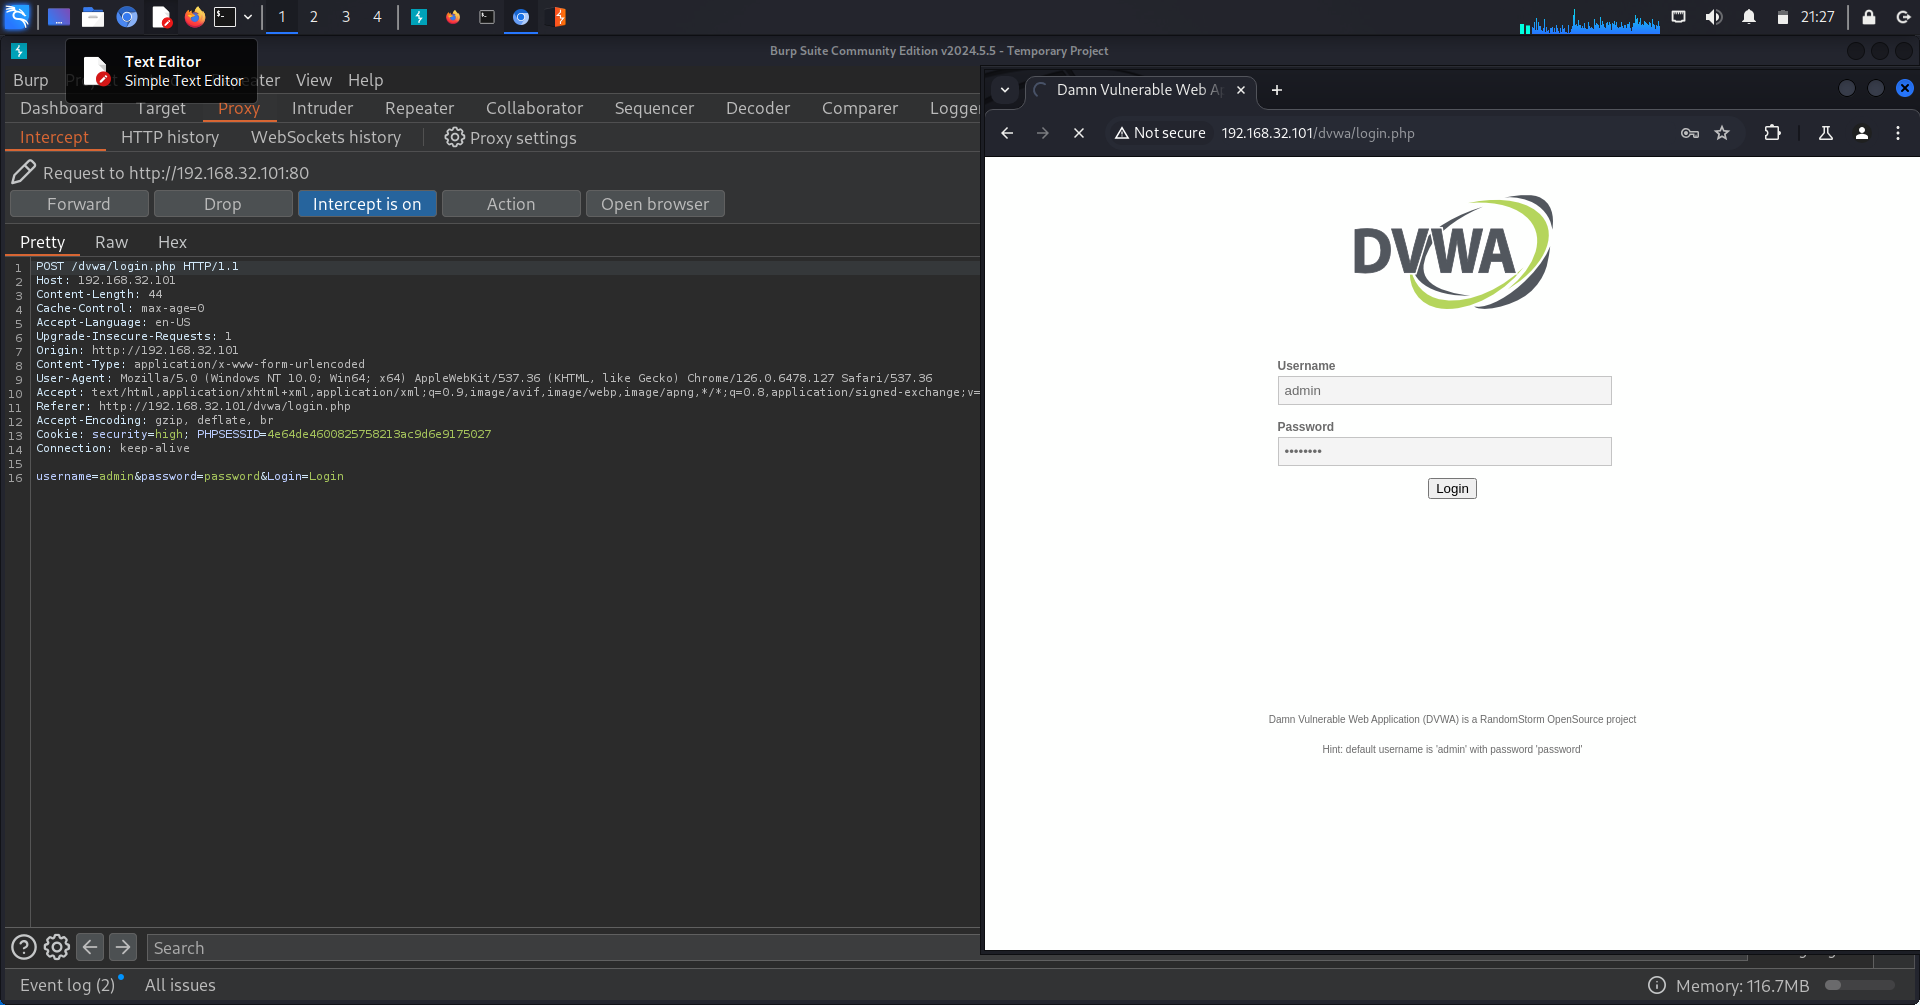 1 2 3 4
21:27
Burp Suite Community Edition v2024.5.5 - Temporary Project
Text Editor
Simple Text Editor
Burp View Help
Dashboard Target Proxy Intruder Repeater Collaborator Sequencer Decoder Comparer Logger
Intercept HTTP history WebSockets history Proxy settings
Request to http://192.168.32.101:80
Forward Drop Intercept is on Action Open browser
Pretty Raw Hex
1 POST /dvwa/login.php HTTP/1.1
2 Host: 192.168.32.101
3 Content-Length: 44
4 Cache-Control: max-age=0
5 Accept-Language: en-US
6 Upgrade-Insecure-Requests: 1
7 Origin: http://192.168.32.101
8 Content-Type: application/x-www-form-urlencoded
9 User-Agent: Mozilla/5.0 (Windows NT 10.0; Win64; x64) AppleWebKit/537.36 (KHTML, like Gecko) Chrome/126.0.6478.127 Safari/537.36
10 Accept: text/html,application/xhtml+xml,application/xml;q=0.9,image/avif,image/webp,image/apng,*/*;q=0.8,application/signed-exchange;v=
11 Referer: http://192.168.32.101/dvwa/login.php
12 Accept-Encoding: gzip, deflate, br
13 Cookie: security=high; PHPSESSID=4e64de4600825758213ac9d6e9175027
14 Connection: keep-alive
15
16 username=admin&password=password&Login=Login
Search
Event log (2) All issues
Memory: 116.7MB
Damn Vulnerable Web A
Not secure 192.168.32.101/dvwa/login.php
DVWA
Username
admin
Password
••••••••
Login
Damn Vulnerable Web Application (DVWA) is a RandomStorm OpenSource project
Hint: default username is 'admin' with password 'password'